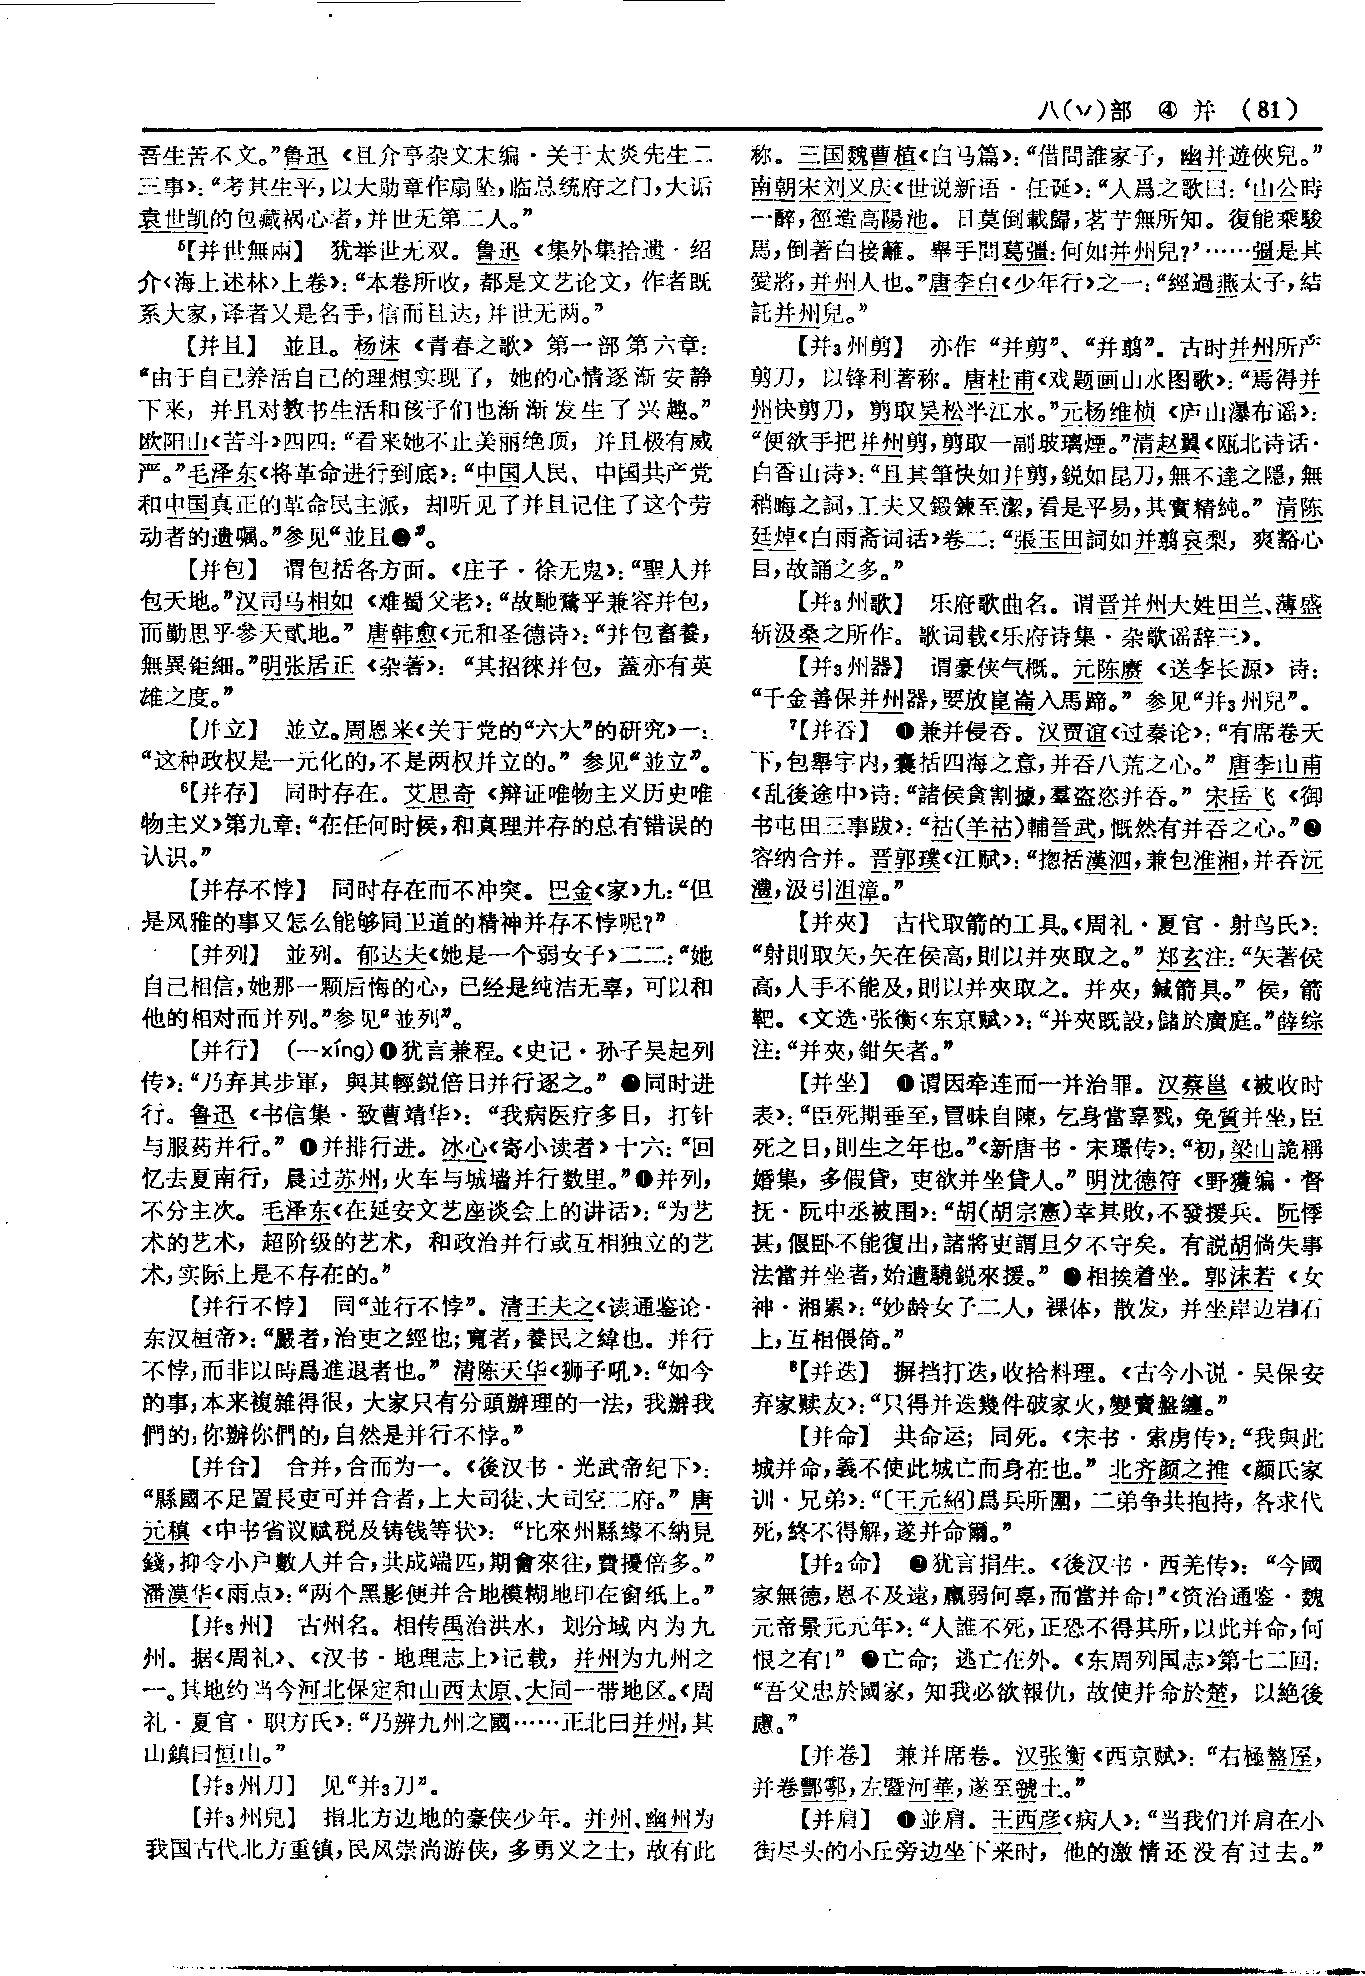 八(丷)部 ④ 并 (81)
吾生苦不文。”鲁迅《且介亭杂文末编·关于太炎先生二
三事》：“考其生平，以大勋章作扇坠，临总统府之门，大诟
袁世凯的包藏祸心者，并世无第二人。”
⁵【并世無兩】 犹举世无双。鲁迅《集外集拾遗·绍
介〈海上述林〉上卷》：“本卷所收，都是文艺论文，作者既
系大家，译者又是名手，信而且达，并世无两。”
【并且】 並且。杨沫《青春之歌》第一部第六章：
“由于自己养活自己的理想实现了，她的心情逐渐安静
下来，并且对教书生活和孩子们也渐渐发生了兴趣。”
欧阳山《苦斗》四四：“看来她不止美丽绝顶，并且极有威
严。”毛泽东《将革命进行到底》：“中国人民、中国共产党
和中国真正的革命民主派，却听见了并且记住了这个劳
动者的遗嘱。”参见“並且❷”。
【并包】 谓包括各方面。《庄子·徐无鬼》：“聖人并
包天地。”汉司马相如《难蜀父老》：“故馳騖乎兼容并包，
而勤思乎參天貳地。”唐韩愈《元和圣德诗》：“并包畜養，
無異鉅細。”明张居正《杂著》：“其招徠并包，蓋亦有英
雄之度。”
【并立】 並立。周恩来《关于党的“六大”的研究》一：
“这种政权是一元化的，不是两权并立的。”参见“並立”。
⁶【并存】 同时存在。艾思奇《辩证唯物主义历史唯
物主义》第九章：“在任何时候，和真理并存的总有错误的
认识。”
【并存不悖】 同时存在而不冲突。巴金《家》九：“但
是风雅的事又怎么能够同卫道的精神并存不悖呢？”
【并列】 並列。郁达夫《她是一个弱女子》二二：“她
自己相信，她那一颗后悔的心，已经是纯洁无辜，可以和
他的相对而并列。”参见“並列”。
【并行】 (—xíng)❶犹言兼程。《史记·孙子吴起列
传》：“乃弃其步軍，與其輕鋭倍日并行逐之。”❷同时进
行。鲁迅《书信集·致曹靖华》：“我病医疗多日，打针
与服药并行。”❸并排行进。冰心《寄小读者》十六：“回
忆去夏南行，晨过苏州，火车与城墙并行数里。”❹并列，
不分主次。毛泽东《在延安文艺座谈会上的讲话》：“为艺
术的艺术，超阶级的艺术，和政治并行或互相独立的艺
术，实际上是不存在的。”
【并行不悖】 同“並行不悖”。清王夫之《读通鉴论·
东汉桓帝》：“嚴者，治吏之經也；寬者，養民之緯也。并行
不悖，而非以時爲進退者也。”清陈天华《狮子吼》：“如今
的事，本来複雜得很，大家只有分頭辦理的一法，我辦我
們的，你辦你們的，自然是并行不悖。”
【并合】 合并，合而为一。《後汉书·光武帝纪下》：
“縣國不足置長吏可并合者，上大司徒、大司空二府。”唐
元稹《中书省议赋税及铸钱等状》：“比來州縣緣不納見
錢，抑令小户數人并合，共成端匹，期會來往，費擾倍多。”
潘漠华《雨点》：“两个黑影便并合地模糊地印在窗纸上。”
【并₃州】 古州名。相传禹治洪水，划分域内为九
州。据《周礼》、《汉书·地理志上》记载，并州为九州之
一。其地约当今河北保定和山西太原、大同一带地区。《周
礼·夏官·职方氏》：“乃辨九州之國……正北曰并州，其
山鎮曰恒山。”
【并₃州刀】 见“并₃刀”。
【并₃州兒】 指北方边地的豪侠少年。并州、幽州为
我国古代北方重镇，民风崇尚游侠，多勇义之士，故有此
称。三国魏曹植《白马篇》：“借問誰家子，幽并遊俠兒。”
南朝宋刘义庆《世说新语·任诞》：“人爲之歌曰：‘山公時
一醉，徑造高陽池。日莫倒載歸，茗艼無所知。復能乘駿
馬，倒著白接䍦。舉手問葛彊：何如并州兒？’……彊是其
愛將，并州人也。”唐李白《少年行》之一：“經過燕太子，結
託并州兒。”
【并₃州剪】 亦作“并剪”、“并翦”。古时并州所产
剪刀，以锋利著称。唐杜甫《戏题画山水图歌》：“焉得并
州快剪刀，剪取吴松半江水。”元杨维桢《庐山瀑布谣》：
“便欲手把并州剪，剪取一副玻璃煙。”清赵翼《瓯北诗话·
白香山诗》：“且其筆快如并剪，鋭如昆刀，無不達之隱，無
稍晦之詞，工夫又鍛鍊至潔，看是平易，其實精純。”清陈
廷焯《白雨斋词话》卷二：“張玉田詞如并翦哀梨，爽豁心
目，故誦之多。”
【并₃州歌】 乐府歌曲名。谓晋并州大姓田兰、薄盛
斩汲桑之所作。歌词载《乐府诗集·杂歌谣辞三》。
【并₃州器】 谓豪侠气概。元陈赓《送李长源》诗：
“千金善保并州器，要放崑崙入馬蹄。”参见“并₃州兒”。
⁷【并吞】 ❶兼并侵吞。汉贾谊《过秦论》：“有席卷天
下，包舉宇内，囊括四海之意，并吞八荒之心。”唐李山甫
《乱後途中》诗：“諸侯貪割據，羣盗恣并吞。”宋岳飞《御
书屯田三事跋》：“祜(羊祜)輔晉武，慨然有并吞之心。”❷
容纳合并。晋郭璞《江赋》：“揔括漢泗，兼包淮湘，并吞沅
澧，汲引沮漳。”
【并夾】 古代取箭的工具。《周礼·夏官·射鸟氏》：
“射則取矢，矢在侯高，則以并夾取之。”郑玄注：“矢著侯
高，人手不能及，則以并夾取之。并夾，鍼箭具。”侯，箭
靶。《文选·张衡〈东京赋〉》：“并夾既設，儲於廣庭。”薛综
注：“并夾，鉗矢者。”
【并坐】 ❶谓因牵连而一并治罪。汉蔡邕《被收时
表》：“臣死期垂至，冒昧自陳，乞身當辜戮，免質并坐，臣
死之日，則生之年也。”《新唐书·宋璟传》：“初，梁山詭稱
婚集，多假貸，吏欲并坐貸人。”明沈德符《野獲编·督
抚·阮中丞被围》：“胡(胡宗憲)幸其敗，不發援兵。阮悸
甚，偃卧不能復出，諸將吏謂旦夕不守矣。有説胡倘失事
法當并坐者，始遣驍鋭來援。”❷相挨着坐。郭沫若《女
神·湘累》：“妙龄女子二人，裸体，散发，并坐岸边岩石
上，互相偎倚。”
⁸【并迭】 摒挡打迭，收拾料理。《古今小说·吴保安
弃家赎友》：“只得并迭幾件破家火，變賣盤纏。”
【并命】 共命运；同死。《宋书·索虏传》：“我與此
城并命，義不使此城亡而身在也。”北齐颜之推《颜氏家
训·兄弟》：“〔王元紹〕爲兵所圍，二弟争共抱持，各求代
死，終不得解，遂并命爾。”
【并₂命】 ❷犹言捐生。《後汉书·西羌传》：“今國
家無德，恩不及遠，羸弱何辜，而當并命！”《资治通鉴·魏
元帝景元元年》：“人誰不死，正恐不得其所，以此并命，何
恨之有！”❸亡命；逃亡在外。《东周列国志》第七二回：
“吾父忠於國家，知我必欲報仇，故使并命於楚，以絶後
慮。”
【并卷】 兼并席卷。汉张衡《西京赋》：“右極盩厔，
并卷酆鄠，左暨河華，遂至虢土。”
【并肩】 ❶並肩。王西彦《病人》：“当我们并肩在小
街尽头的小丘旁边坐下来时，他的激情还没有过去。”